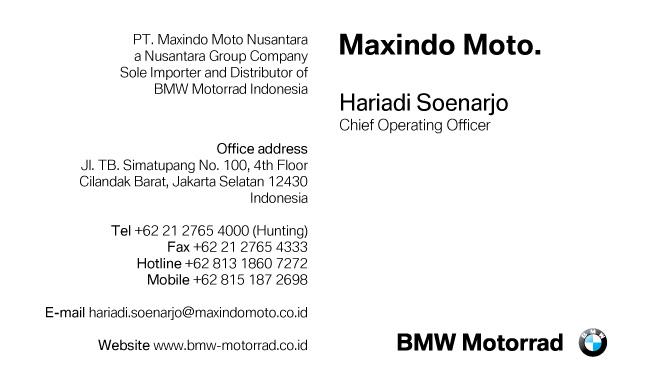 PT. Maxindo Moto Nusantara
a Nusantara Group Company
Sole Importer and Distributor of
BMW Motorrad Indonesia
Office address
Jl. TB. Simatupang No. 100, 4th Floor
Cilandak Barat, Jakarta Selatan 12430
Indonesia
Tel +62 21 2765 4000 (Hunting)
Fax +62 21 2765 4333
Hotline +62 813 1860 7272
Mobile +62 815 187 2698
E-mail hariadi.soenarjo@maxindomoto.co.id
Website www.bmw-motorrad.co.id
Maxindo Moto.
Hariadi Soenarjo
Chief Operating Officer
BMW Motorrad
BMW